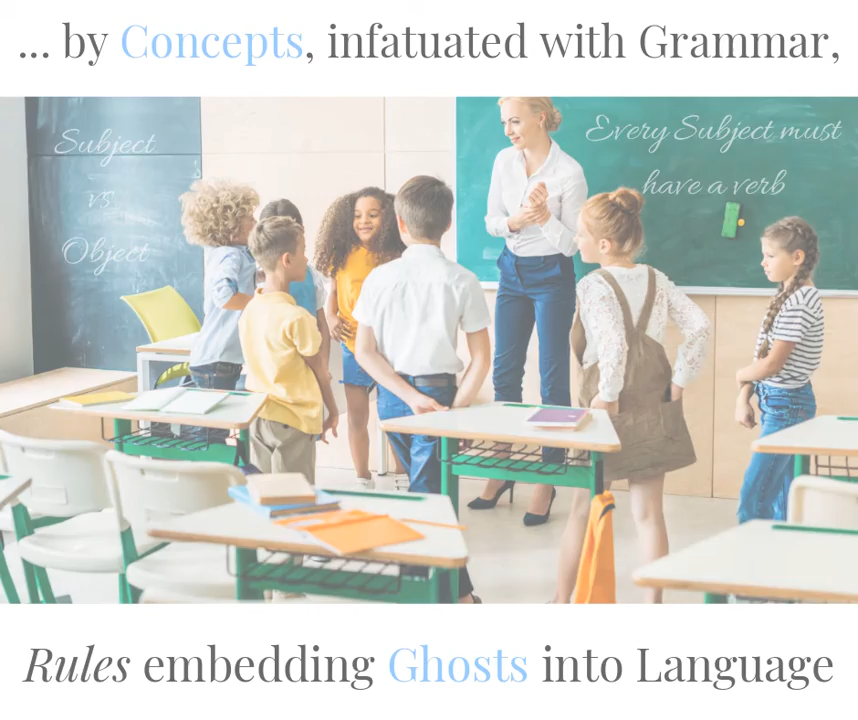 ... by Concepts, infatuated with Grammar,
Subject
vs
Object
Every Subject must
have a verb
Rules embedding Ghosts into Language